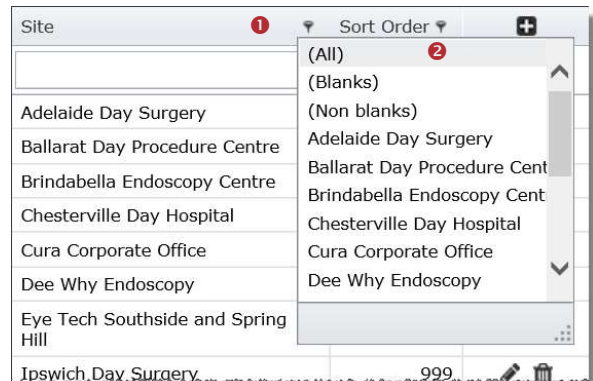 Site 1 Sort Order
(All) 2
(Blanks)
(Non blanks)
Adelaide Day Surgery
Ballarat Day Procedure Cent
Brindabella Endoscopy Cent
Chesterville Day Hospital
Cura Corporate Office
Dee Why Endoscopy
Adelaide Day Surgery
Ballarat Day Procedure Centre
Brindabella Endoscopy Centre
Chesterville Day Hospital
Cura Corporate Office
Dee Why Endoscopy
Eye Tech Southside and Spring
Hill
Ipswich Day Surgery 999